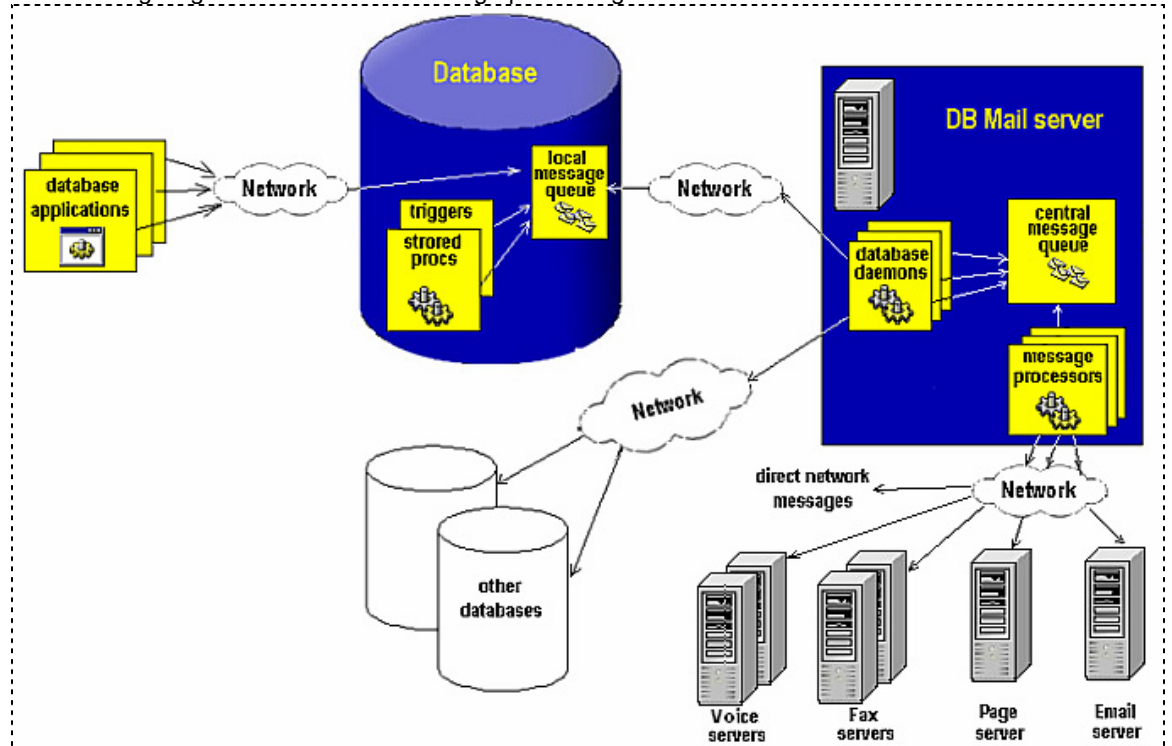 Database
DB Mail server
database
applications
Network
local
message
queue
triggers
strored
procs
Network
database
daemons
central
message
queue
message
processors
Network
direct network
messages
Network
other
databases
Voice
servers
Fax
servers
Page
server
Email
server